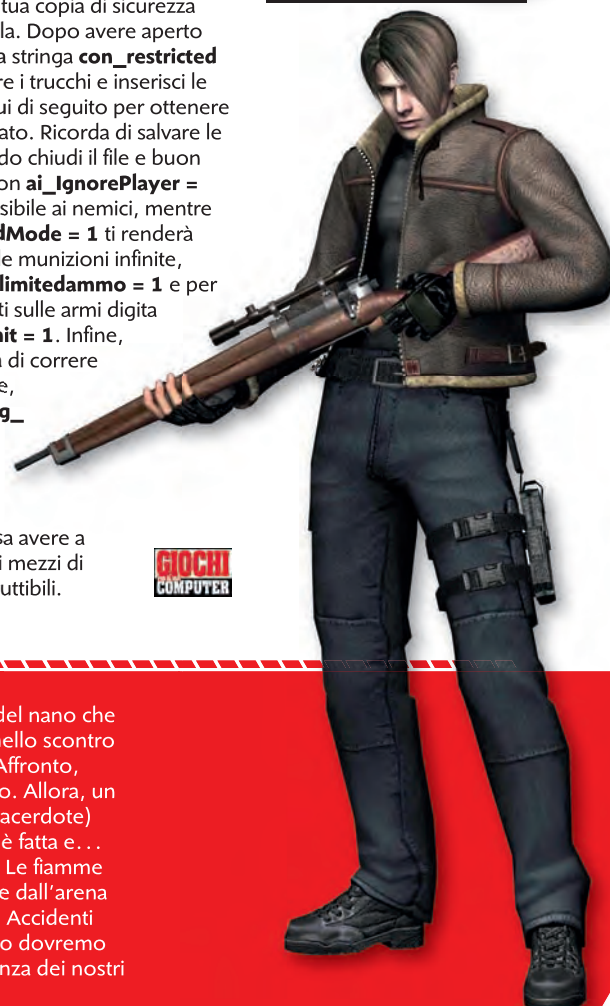 tua copia di sicurezza
la. Dopo avere aperto
a stringa con_restricted
re i trucchi e inserisci le
ui di seguito per ottenere
ato. Ricorda di salvare le
do chiudi il file e buon
on ai_IgnorePlayer =
sibile ai nemici, mentre
dMode = 1 ti renderà
le munizioni infinite,
limitedammo = 1 e per
ti sulle armi digita
nit = 1. Infine,
di correre
e,
g_
sa avere a
i mezzi di
uttibili.
GIOCHI
COMPUTER
del nano che
nello scontro
Affronto,
o. Allora, un
acerdote)
è fatta e...
Le fiamme
e dall'arena
Accidenti
o dovremo
nza dei nostri